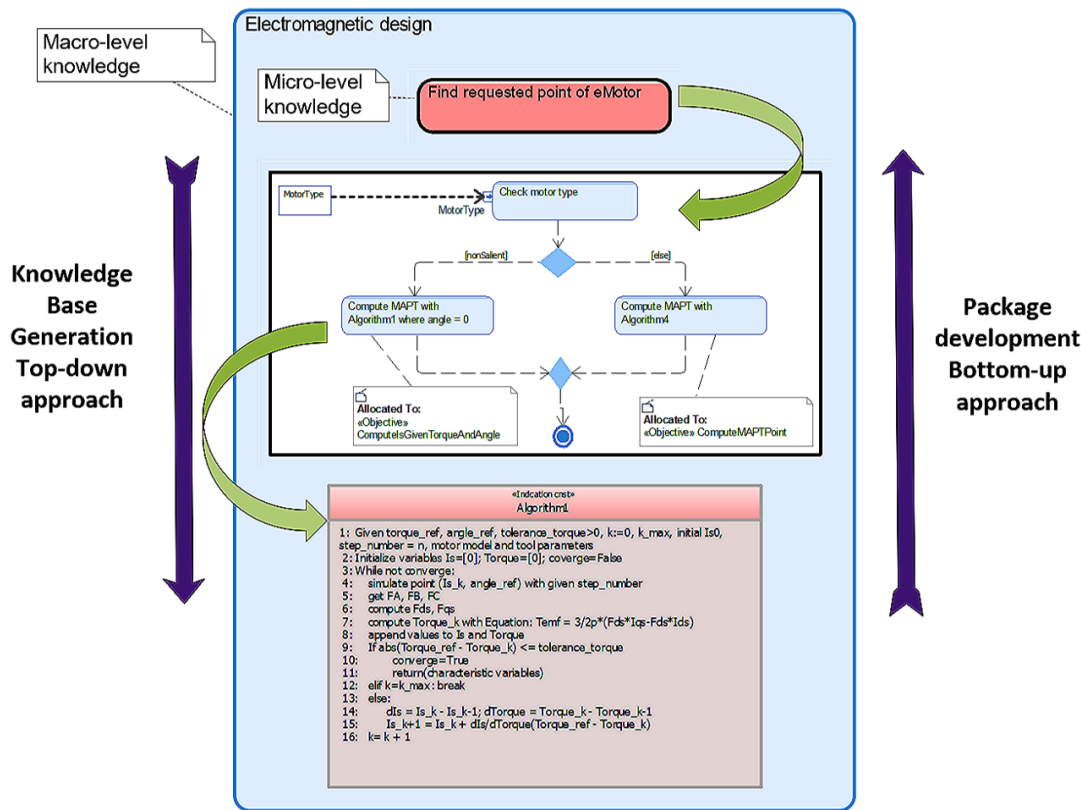 Electromagnetic design
Macro-level
knowledge
Micro-level
knowledge
Find requested point of eMotor
MotorType
Check motor type
MotorType
[nonSalient]
[else]
Compute MAPT with
Algorithm1 where angle = 0
Compute MAPT with
Algorithm4
Allocated To:
«Objective»
ComputeIsGivenTorqueAndAngle
Allocated To:
«Objective» ComputeMAPTPoint
Knowledge
Base
Generation
Top-down
approach
Package
development
Bottom-up
approach
«Indication cnst»
Algorithm1
1: Given torque_ref, angle_ref, tolerance_torque>0, k:=0, k_max, initial Is0,
step_number = n, motor model and tool parameters
2: Initialize variables Is=[0]; Torque=[0]; coverge=False
3: While not converge:
4: simulate point (Is_k, angle_ref) with given step_number
5: get FA, FB, FC
6: compute Fds, Fqs
7: compute Torque_k with Equation: Temf = 3/2p*(Fds*Iqs-Fds*Ids)
8: append values to Is and Torque
9: If abs(Torque_ref - Torque_k) <= tolerance_torque
10: converge=True
11: return(characteristic variables)
12: elif k=k_max: break
13: else:
14: dIs = Is_k - Is_k-1; dTorque = Torque_k - Torque_k-1
15: Is_k+1 = Is_k + dIs/dTorque(Torque_ref - Torque_k)
16: k= k + 1